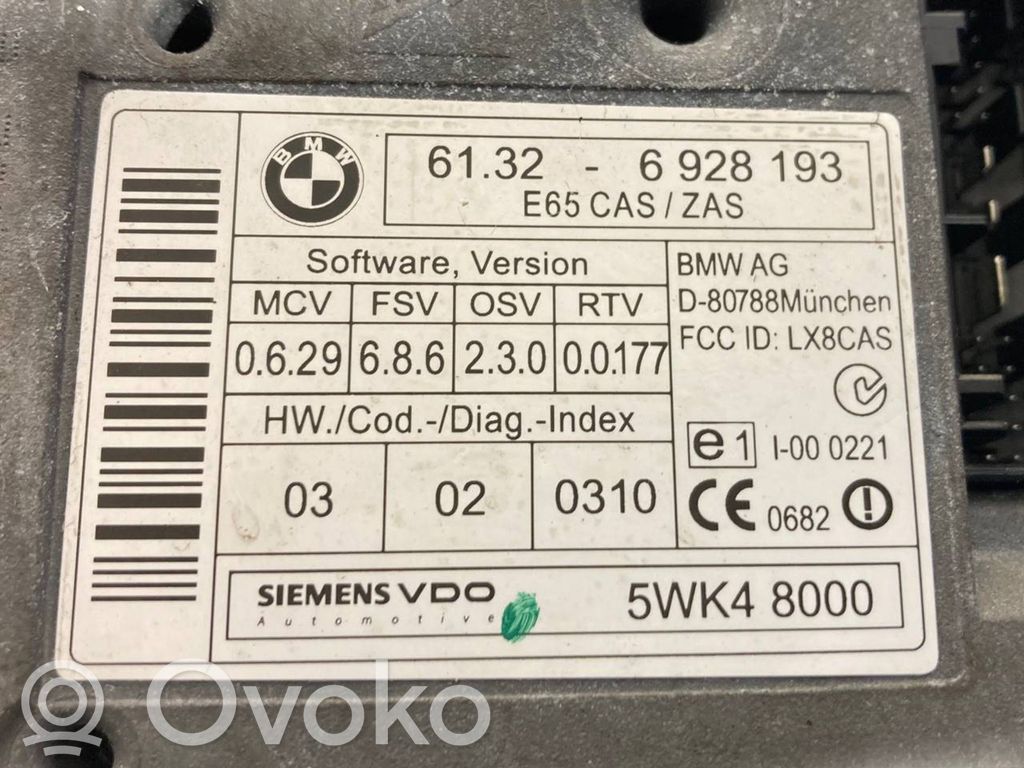 BMW
61.32 - 6 928 193
E65 CAS / ZAS
Software, Version
MCV FSV OSV RTV
0.6.29 6.8.6 2.3.0 0.0.177
HW./Cod.-/Diag.-Index
03 02 0310
BMW AG
D-80788München
FCC ID: LX8CAS
e1 I-00 0221
CE 0682
SIEMENS VDO
Automotive
5WK4 8000
Ovoko